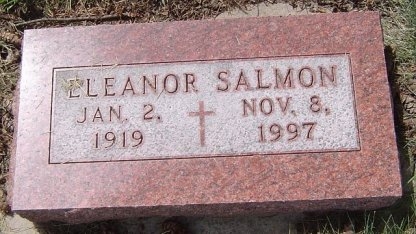 ELEANOR SALMON
JAN. 2, NOV. 8,
1919 1997